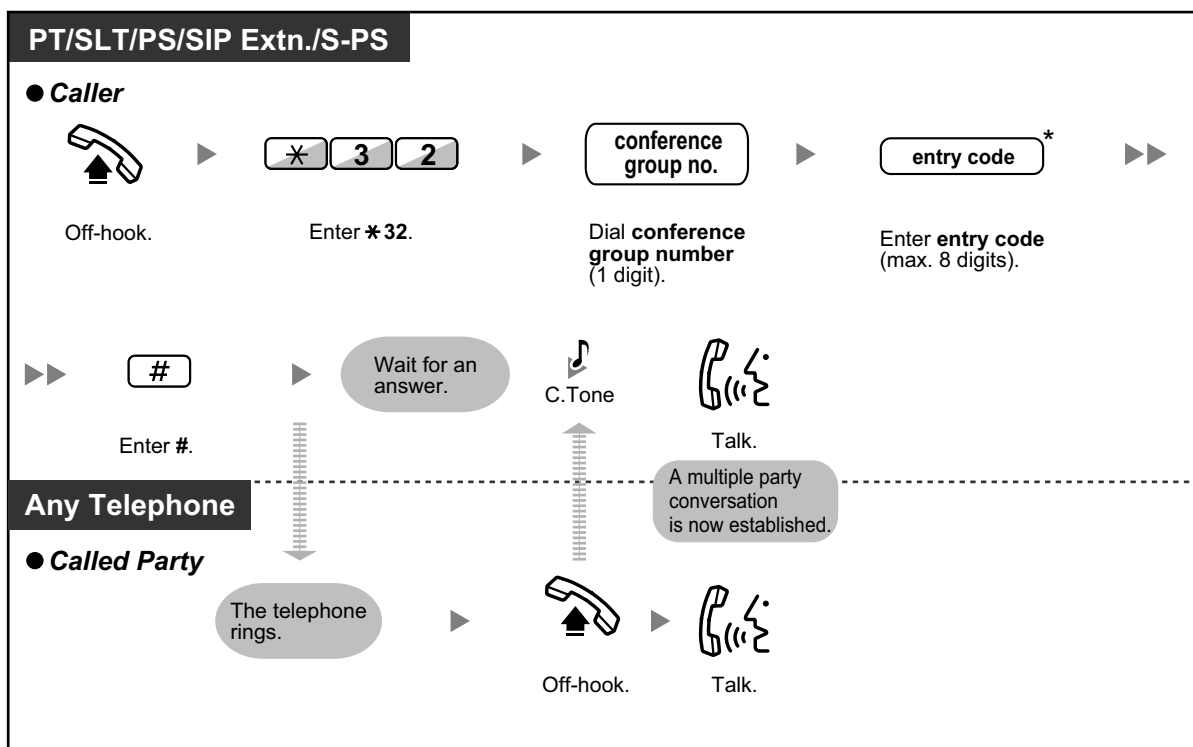 PT/SLT/PS/SIP Extn./S-PS
● Caller
* 3 2
conference
group no.
entry code *
Off-hook.
Enter *32.
Dial conference
group number
(1 digit).
Enter entry code
(max. 8 digits).
#
Wait for an
answer.
C.Tone
Enter #.
Talk.
A multiple party
conversation
is now established.
Any Telephone
● Called Party
The telephone
rings.
Off-hook.
Talk.